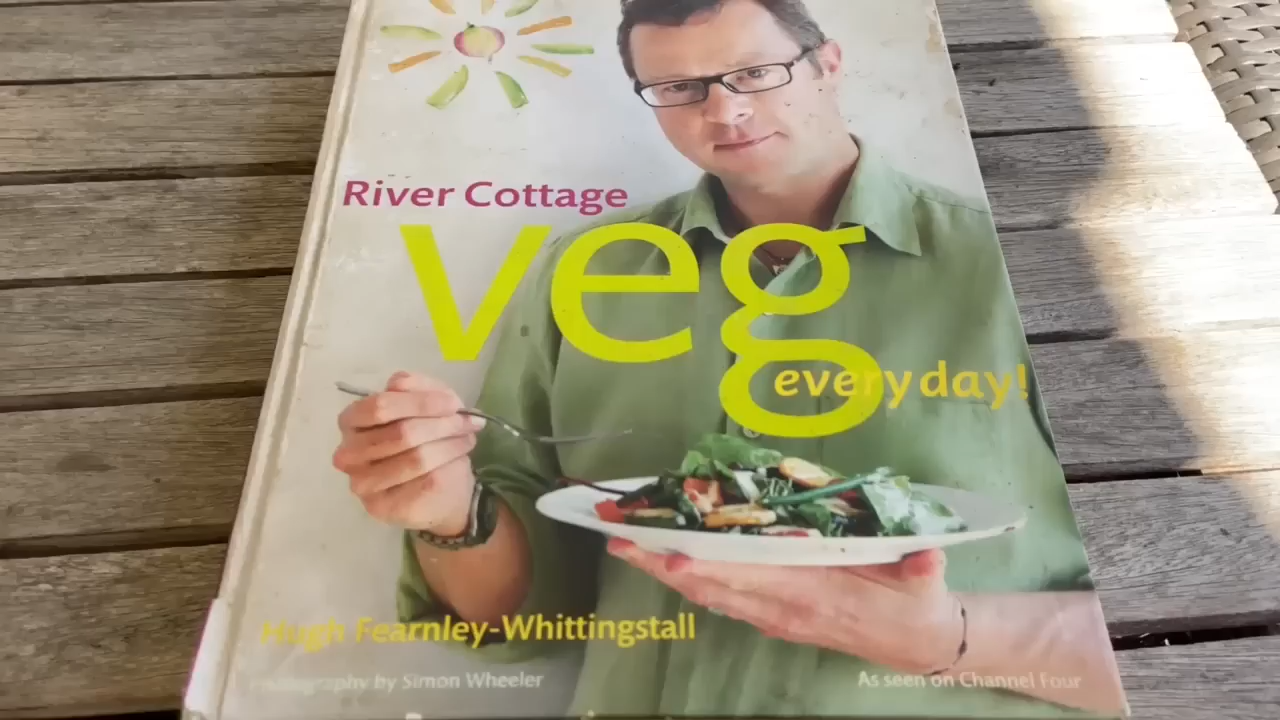 River Cottage
veg
everyday!
Hugh Fearnley-Whittingstall
Photography by Simon Wheeler
As seen on Channel Four